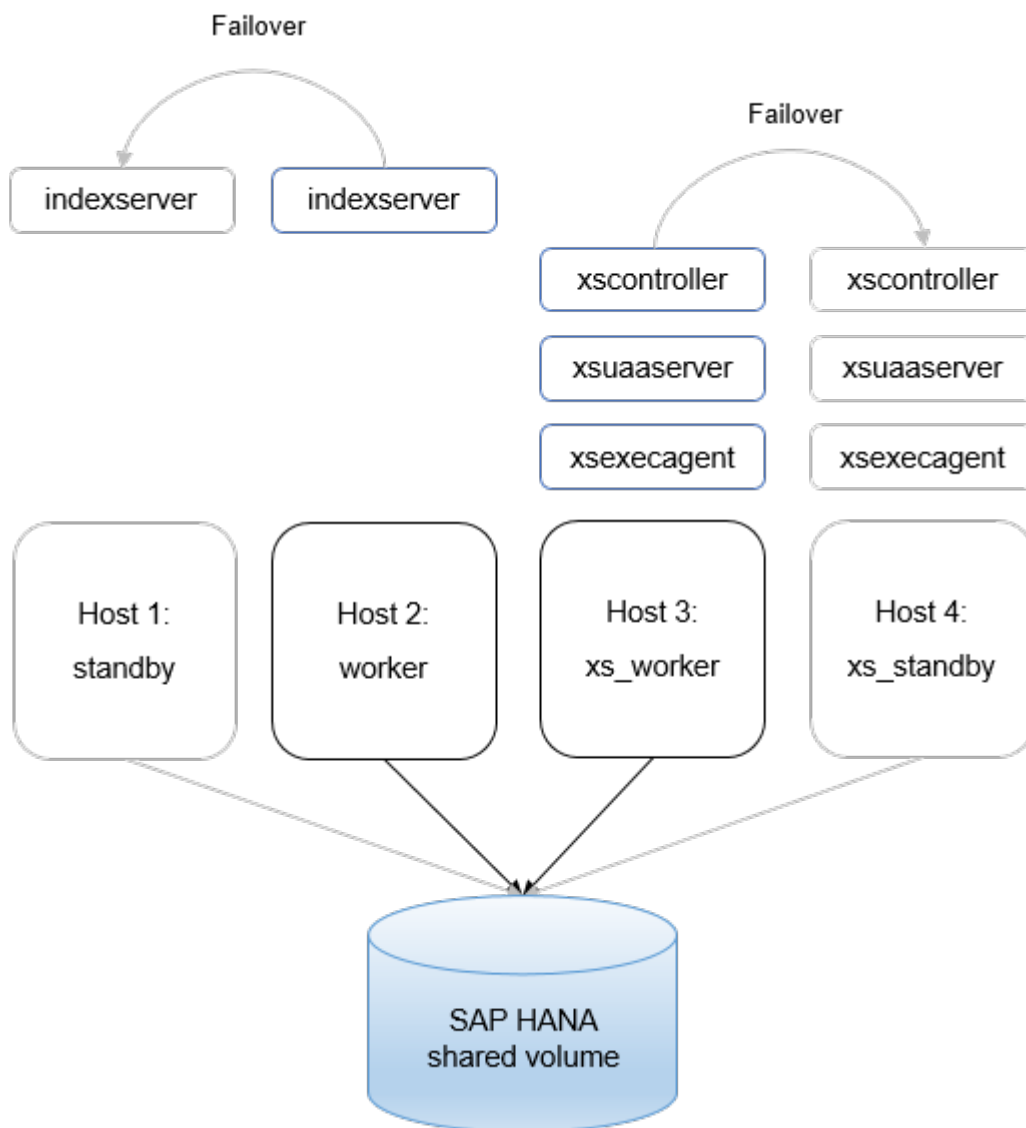 Failover
Failover
indexserver
indexserver
xscontroller
xscontroller
xsuaaserver
xsuaaserver
xsexecagent
xsexecagent
Host 1:
standby
Host 2:
worker
Host 3:
xs_worker
Host 4:
xs_standby
SAP HANA
shared volume